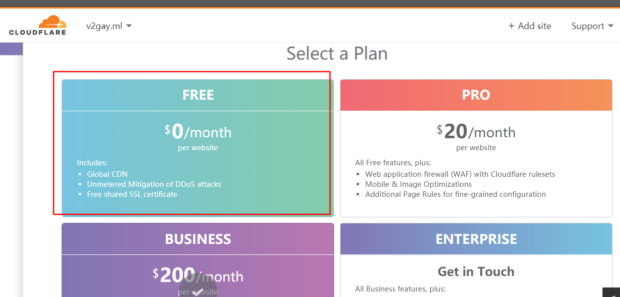 CLOUDFLARE
v2gay.ml
+ Add site
Support
Select a Plan
FREE
$0/month
per website
Includes:
• Global CDN
• Unmetered Mitigation of DDoS attacks
• Free shared SSL certificate
PRO
$20/month
per website
All Free features, plus:
• Web application firewall (WAF) with Cloudflare rulesets
• Mobile & Image Optimizations
• Additional Page Rules for fine-grained configuration
BUSINESS
$200/month
per website
ENTERPRISE
Get in Touch
All Business features, plus: